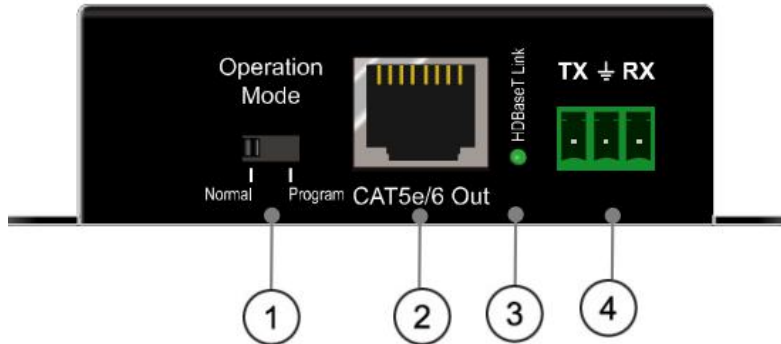 Operation
Mode
Normal
Program
CAT5e/6 Out
HDBaseT Link
TX ⏚ RX
1
2
3
4